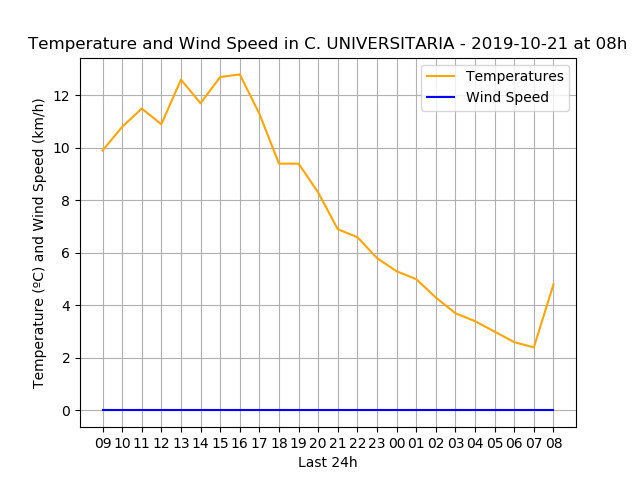 Temperature and Wind Speed in C. UNIVERSITARIA - 2019-10-21 at 08h
Temperatures
Wind Speed
Temperature (ºC) and Wind Speed (km/h)
12
10
8
6
4
2
0
09 10 11 12 13 14 15 16 17 18 19 20 21 22 23 00 01 02 03 04 05 06 07 08
Last 24h